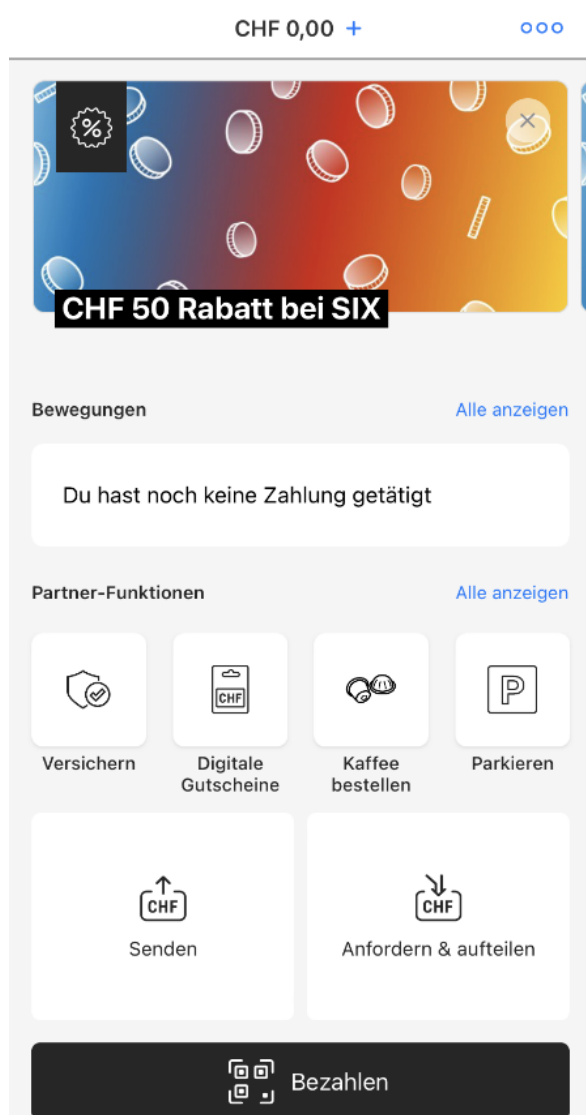 CHF 0,00 +
%
CHF 50 Rabatt bei SIX
Bewegungen
Alle anzeigen
Du hast noch keine Zahlung getätigt
Partner-Funktionen
Alle anzeigen
CHF
P
Versichern
Digitale
Gutscheine
Kaffee
bestellen
Parkieren
CHF
Senden
CHF
Anfordern & aufteilen
Bezahlen